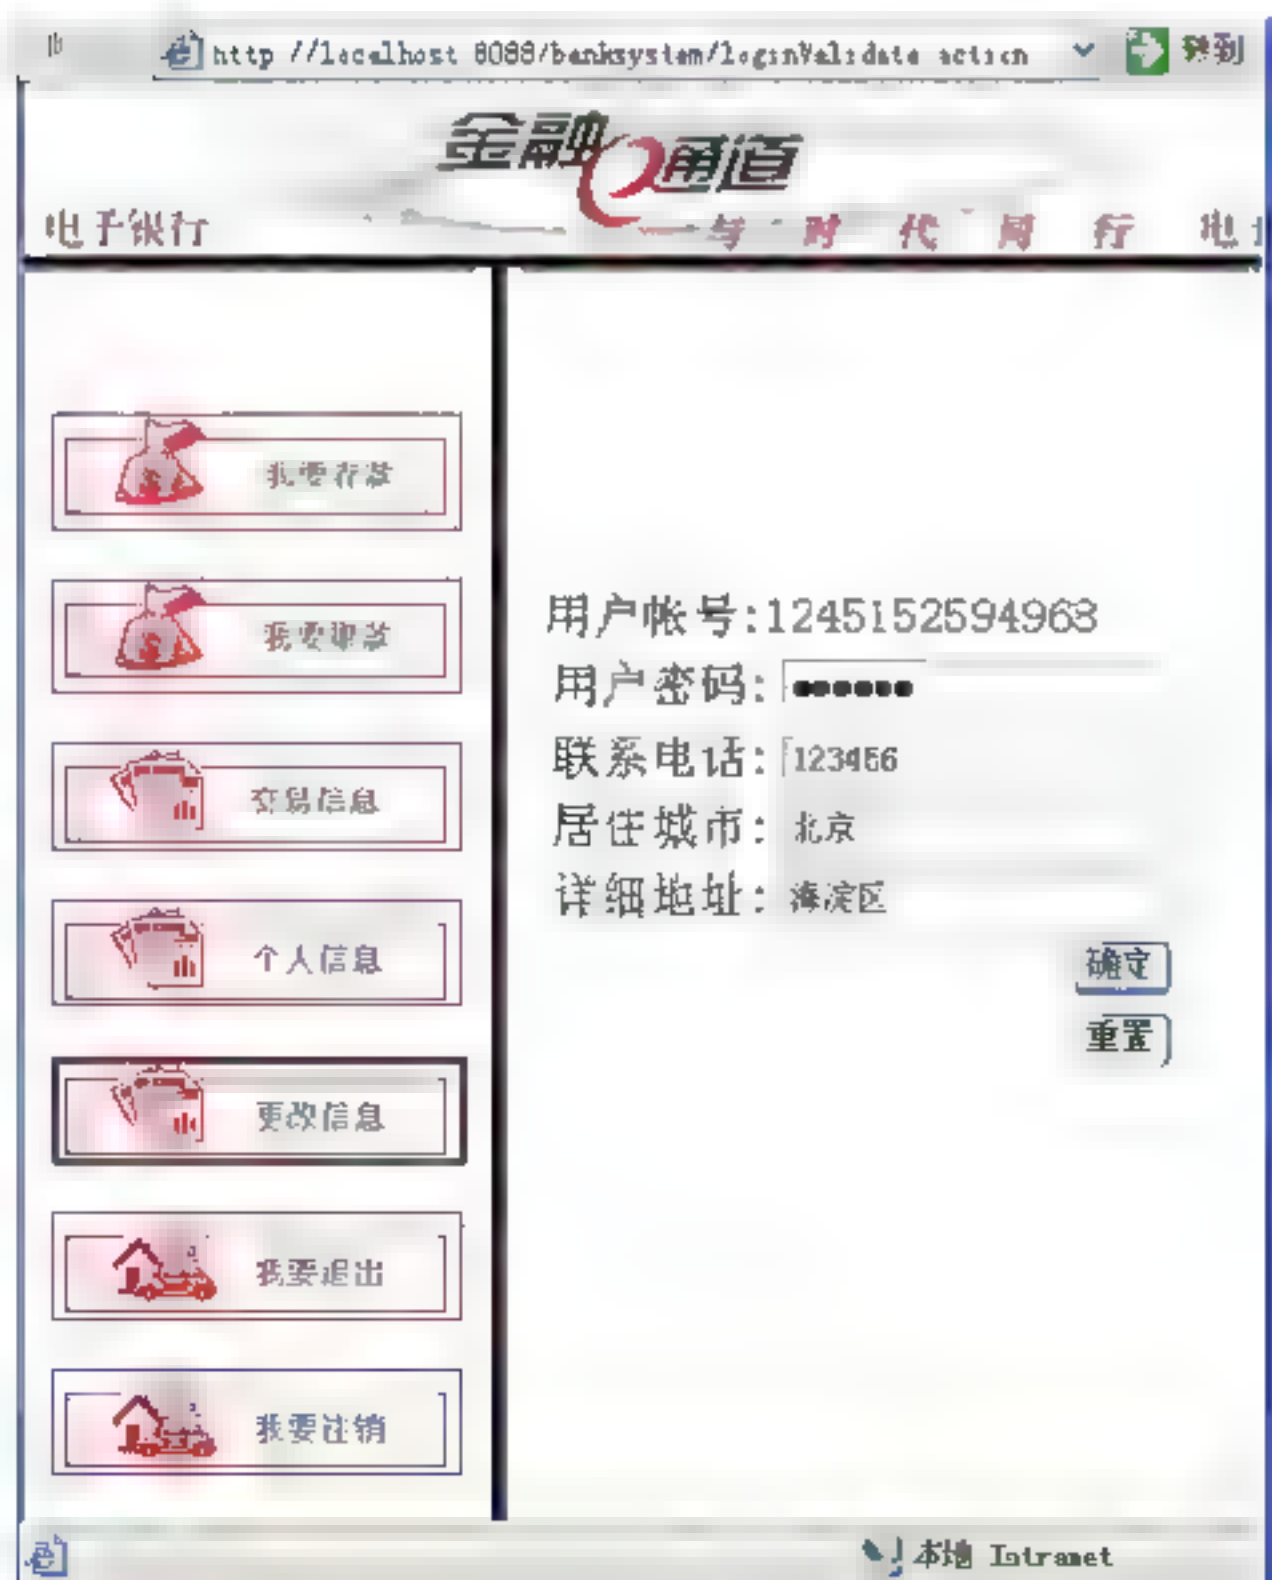 http://localhost:8088/banksystem/loginValidate.action 转到
金融e通道
电子银行
与时代同行 电
我要存款
我要取款
交易信息
个人信息
更改信息
我要退出
我要注销
用户帐号:1245152594968
用户密码:●●●●●●
联系电话:123456
居住城市:北京
详细地址:海淀区
确定
重置
本地 Intranet